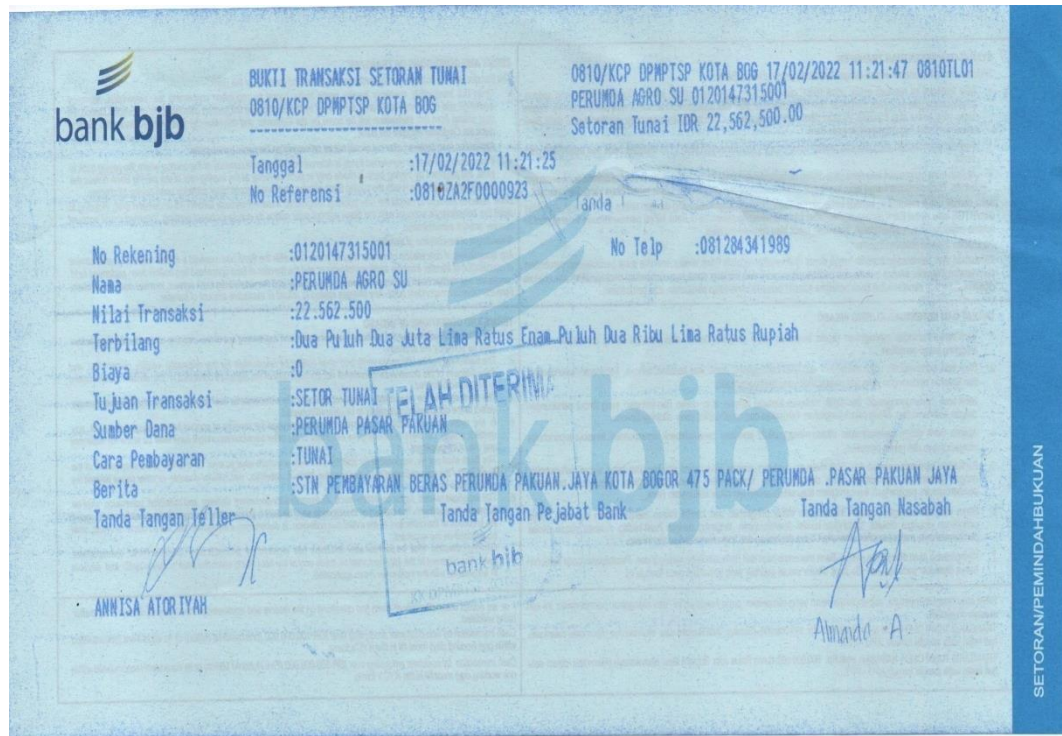 bank bjb
BUKTI TRANSAKSI SETORAN TUNAI
0810/KCP DPMPTSP KOTA BOG
------------------------
0810/KCP DPMPTSP KOTA BOG 17/02/2022 11:21:47 0810TL01
PERUMDA AGRO SU 0120147315001
Setoran Tunai IDR 22,562,500.00
Tanggal :17/02/2022 11:21:25
No Referensi :0810ZA2F0000923
Tanda
No Rekening :0120147315001 No Telp :081284341989
Nama :PERUMDA AGRO SU
Nilai Transaksi :22.562.500
Terbilang :Dua Puluh Dua Juta Lima Ratus Enam Puluh Dua Ribu Lima Ratus Rupiah
Biaya :0
Tujuan Transaksi :SETOR TUNAI
Sumber Dana :PERUMDA PASAR PAKUAN
Cara Pembayaran :TUNAI
Berita :STN PEMBAYARAN BERAS PERUMDA PAKUAN.JAYA KOTA BOGOR 475 PACK/ PERUMDA .PASAR PAKUAN JAYA
TELAH DITERIMA
bank bjb
Tanda Tangan Teller Tanda Tangan Pejabat Bank Tanda Tangan Nasabah
bank bjb
ANNISA ATORIYAH
A
SETORAN/PEMINDAHBUKUAN